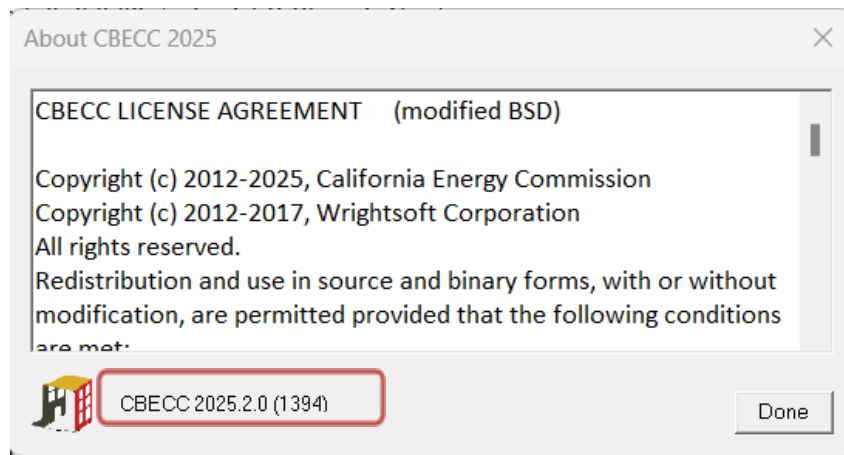 About CBECC 2025
CBECC LICENSE AGREEMENT (modified BSD)
Copyright (c) 2012-2025, California Energy Commission
Copyright (c) 2012-2017, Wrightsoft Corporation
All rights reserved.
Redistribution and use in source and binary forms, with or without
modification, are permitted provided that the following conditions
are met:
CBECC 2025.2.0 (1394)
Done